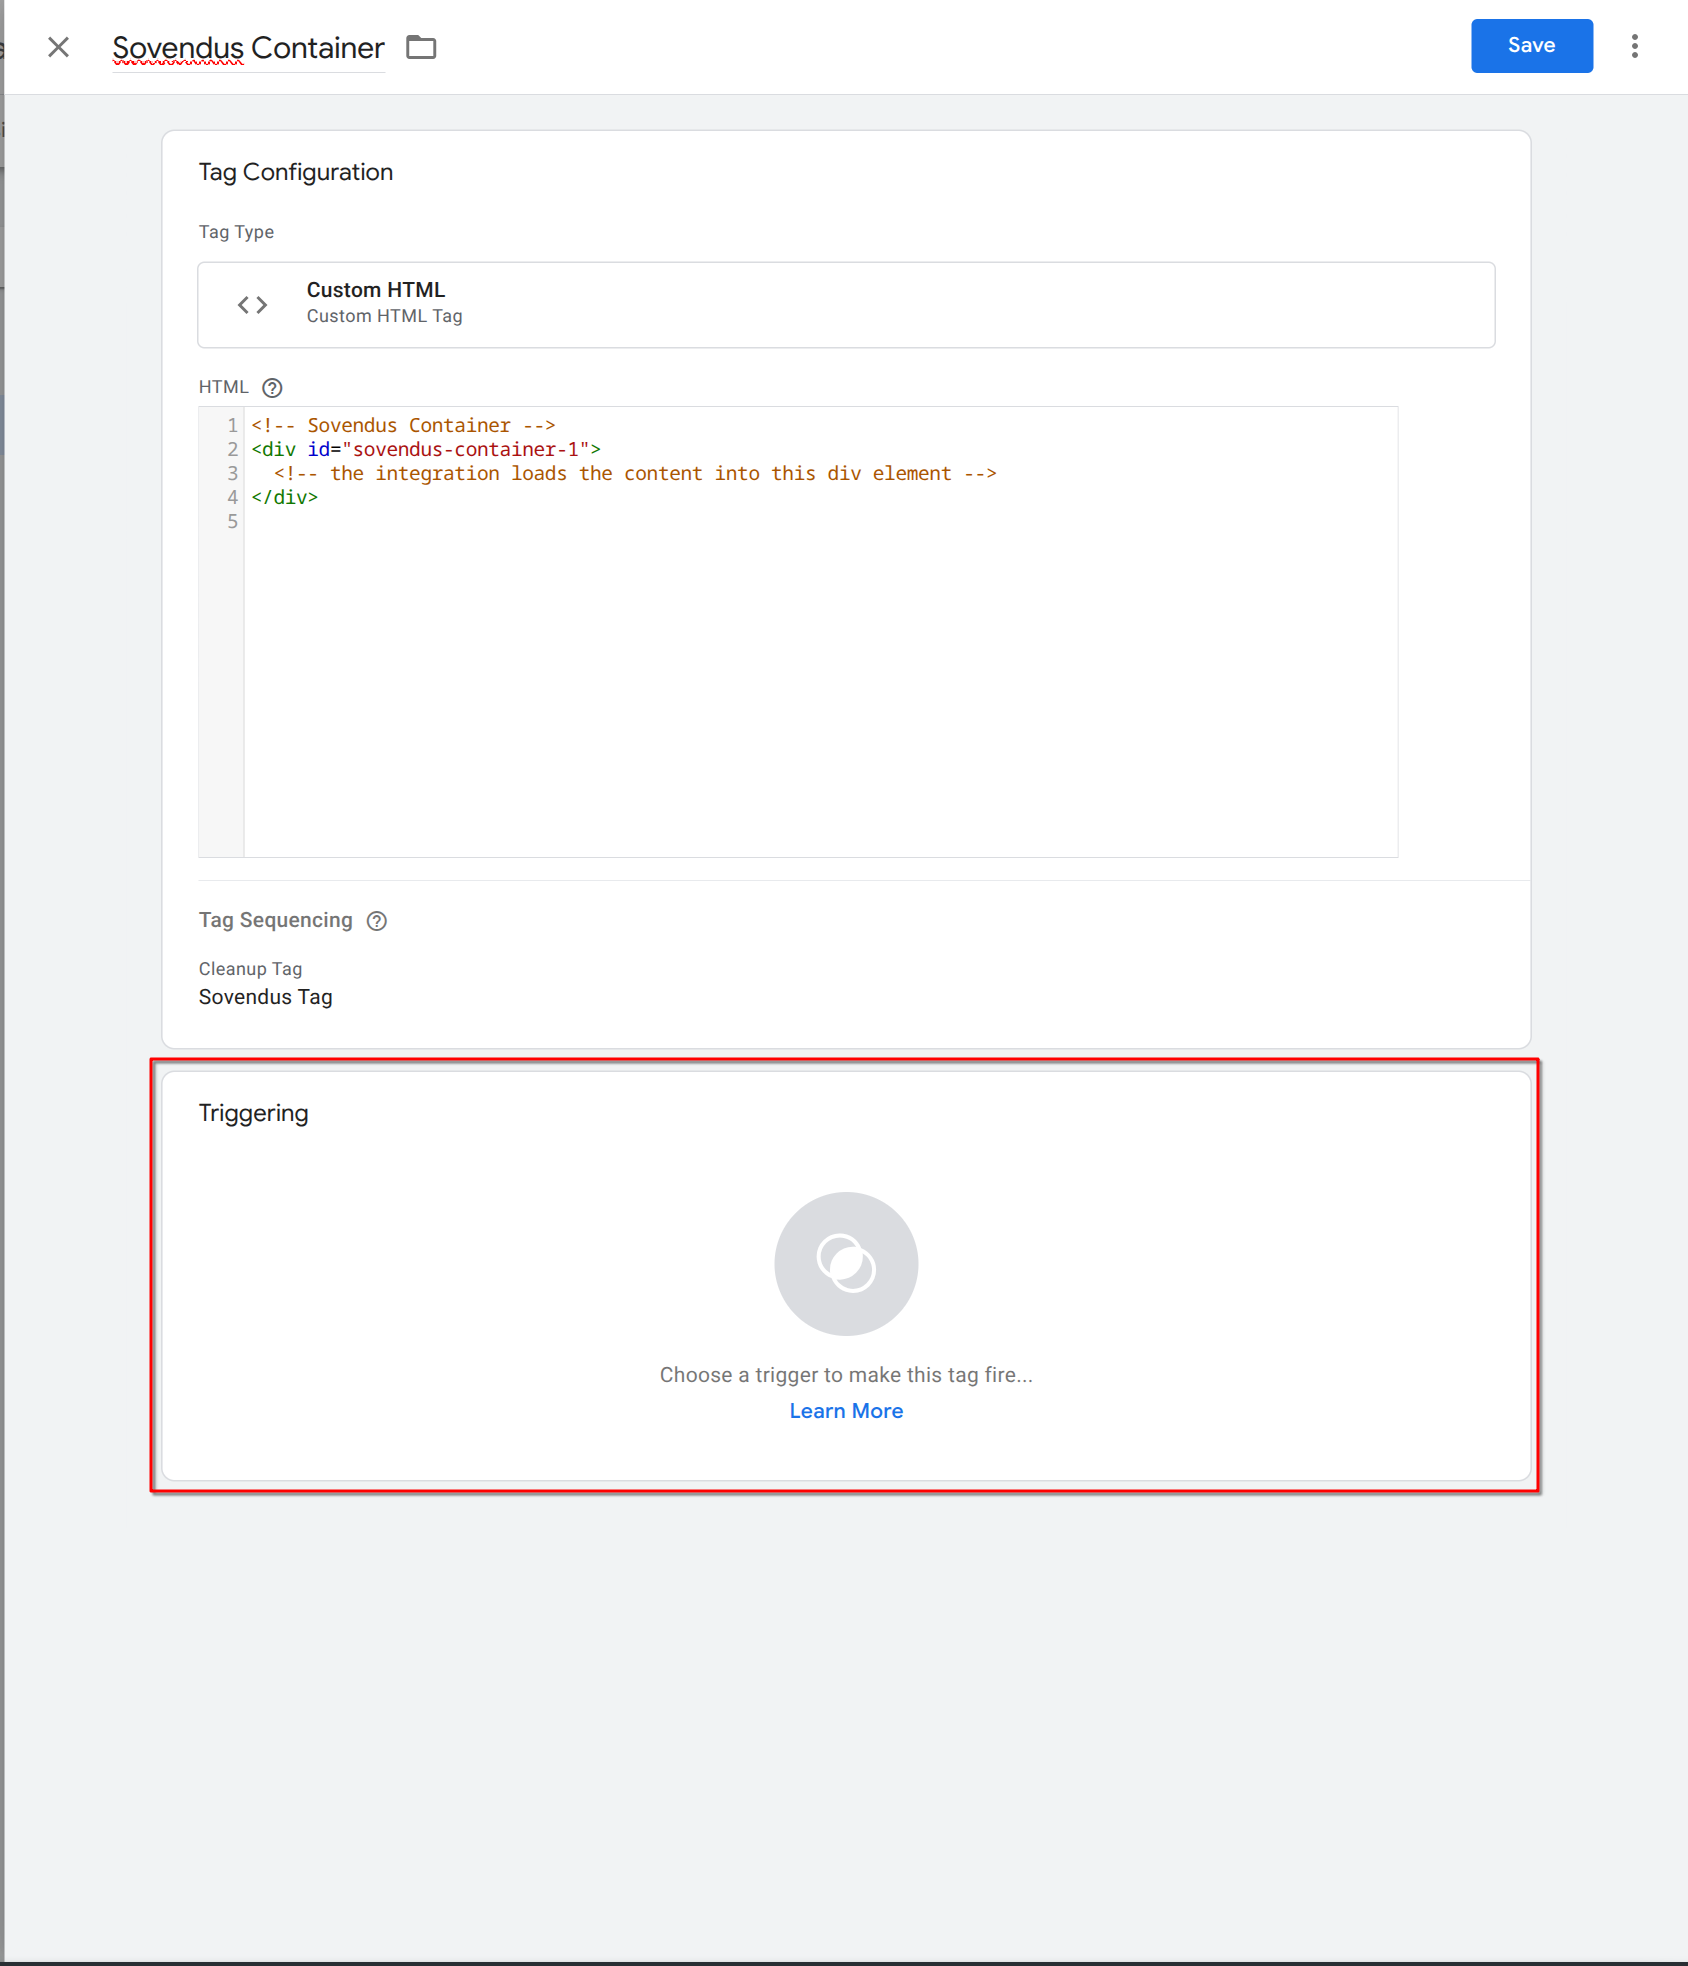 Sovendus Container
Save
Tag Configuration
Tag Type
Custom HTML
Custom HTML Tag
HTML
1 <!-- Sovendus Container -->
2 <div id="sovendus-container-1">
3   <!-- the integration loads the content into this div element -->
4 </div>
5
Tag Sequencing
Cleanup Tag
Sovendus Tag
Triggering
Choose a trigger to make this tag fire...
Learn More